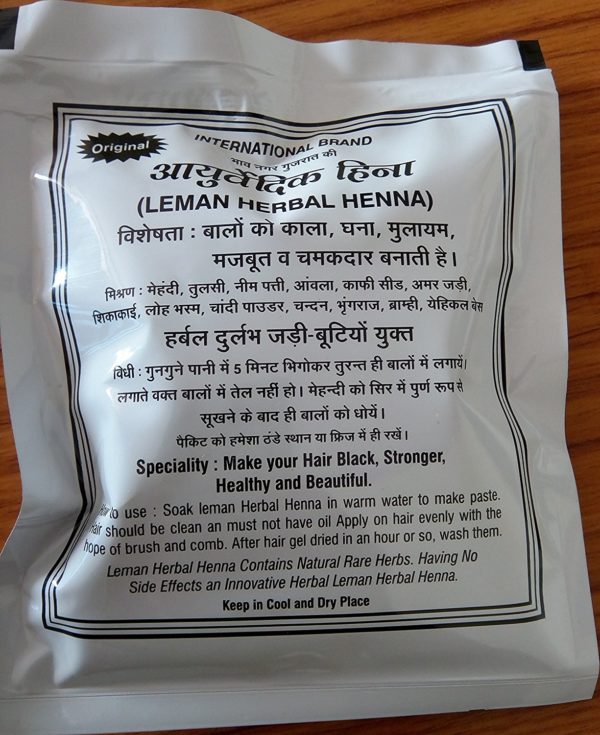 Original
INTERNATIONAL BRAND
भाव नगर गुजरात की
आयुर्वेदिक हिना
(LEMAN HERBAL HENNA)
विशेषता : बालों को काला, घना, मुलायम,
मजबूत व चमकदार बनाती है।
मिश्रण : मेहंदी, तुलसी, नीम पत्ती, आंवला, काफी सीड, अमर जड़ी,
शिकाकाई, लोह भस्म, चांदी पाउडर, चन्दन, भृंगराज, ब्राम्ही, येहिकल बेस
हर्बल दुर्लभ जड़ी-बूटियों युक्त
विधी : गुनगुने पानी में 5 मिनट भिगोकर तुरन्त ही बालों में लगायें।
लगाते वक्त बालों में तेल नहीं हो। मेहन्दी को सिर में पुर्ण रूप से
सूखने के बाद ही बालों को धोयें।
पैकिट को हमेशा ठंडे स्थान या फ्रिज में ही रखें।
Speciality : Make your Hair Black, Stronger,
Healthy and Beautiful.
to use : Soak leman Herbal Henna in warm water to make paste.
Hair should be clean an must not have oil Apply on hair evenly with the
hope of brush and comb. After hair gel dried in an hour or so, wash them.
Leman Herbal Henna Contains Natural Rare Herbs. Having No
Side Effects an Innovative Herbal Leman Herbal Henna.
Keep in Cool and Dry Place